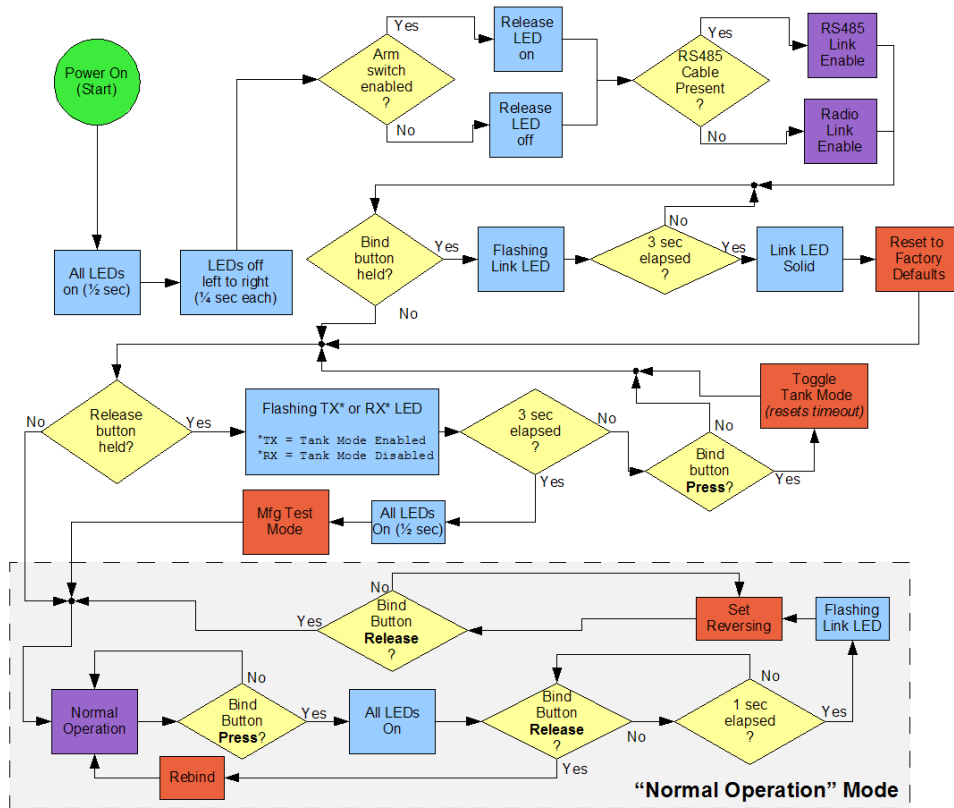 Power On
(Start)
Arm
switch
enabled
?
Yes
No
Release
LED
on
Release
LED
off
RS485
Cable
Present
?
Yes
No
RS485
Link
Enable
Radio
Link
Enable
All LEDs
on (½ sec)
LEDs off
left to right
(¼ sec each)
Bind
button
held?
Yes
No
Flashing
Link LED
3 sec
elapsed
?
No
Yes
Link LED
Solid
Reset to
Factory
Defaults
Release
button
held?
No
Yes
Flashing TX* or RX* LED
*TX = Tank Mode Enabled
*RX = Tank Mode Disabled
3 sec
elapsed
?
No
Yes
Bind
button
Press?
No
Yes
Toggle
Tank Mode
(resets timeout)
Mfg Test
Mode
All LEDs
On (½ sec)
Bind
Button
Release
?
No
Yes
Set
Reversing
Flashing
Link LED
Normal
Operation
Bind
Button
Press?
No
Yes
All LEDs
On
Bind
Button
Release
?
No
Yes
1 sec
elapsed
?
No
Yes
Rebind
“Normal Operation” Mode